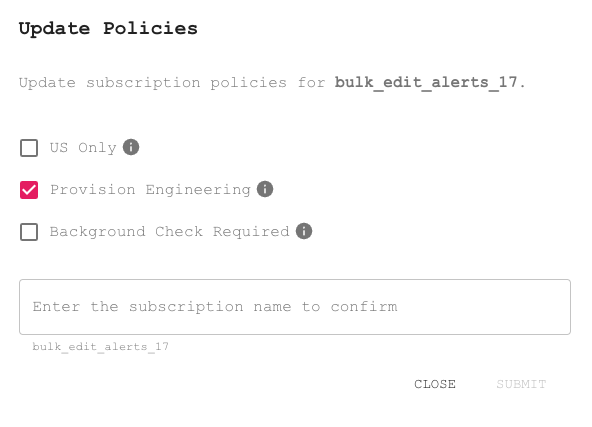 Update Policies
Update subscription policies for bulk_edit_alerts_17.
US Only
Provision Engineering
Background Check Required
Enter the subscription name to confirm
bulk_edit_alerts_17
CLOSE SUBMIT